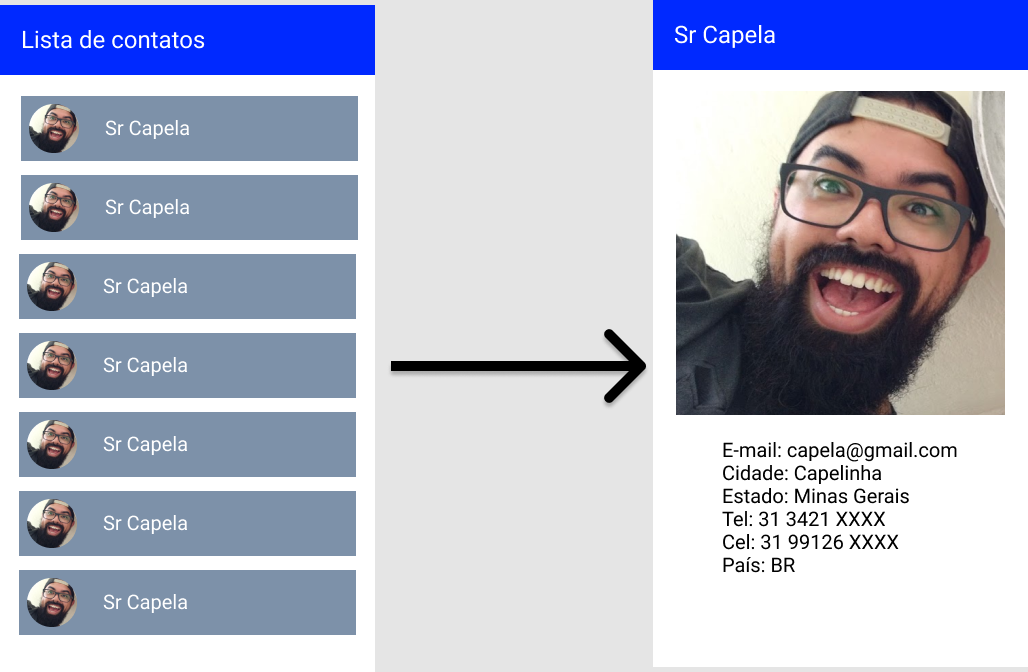 Lista de contatos
Sr Capela
Sr Capela
Sr Capela
Sr Capela
Sr Capela
Sr Capela
Sr Capela
Sr Capela
E-mail: capela@gmail.com
Cidade: Capelinha
Estado: Minas Gerais
Tel: 31 3421 XXXX
Cel: 31 99126 XXXX
País: BR